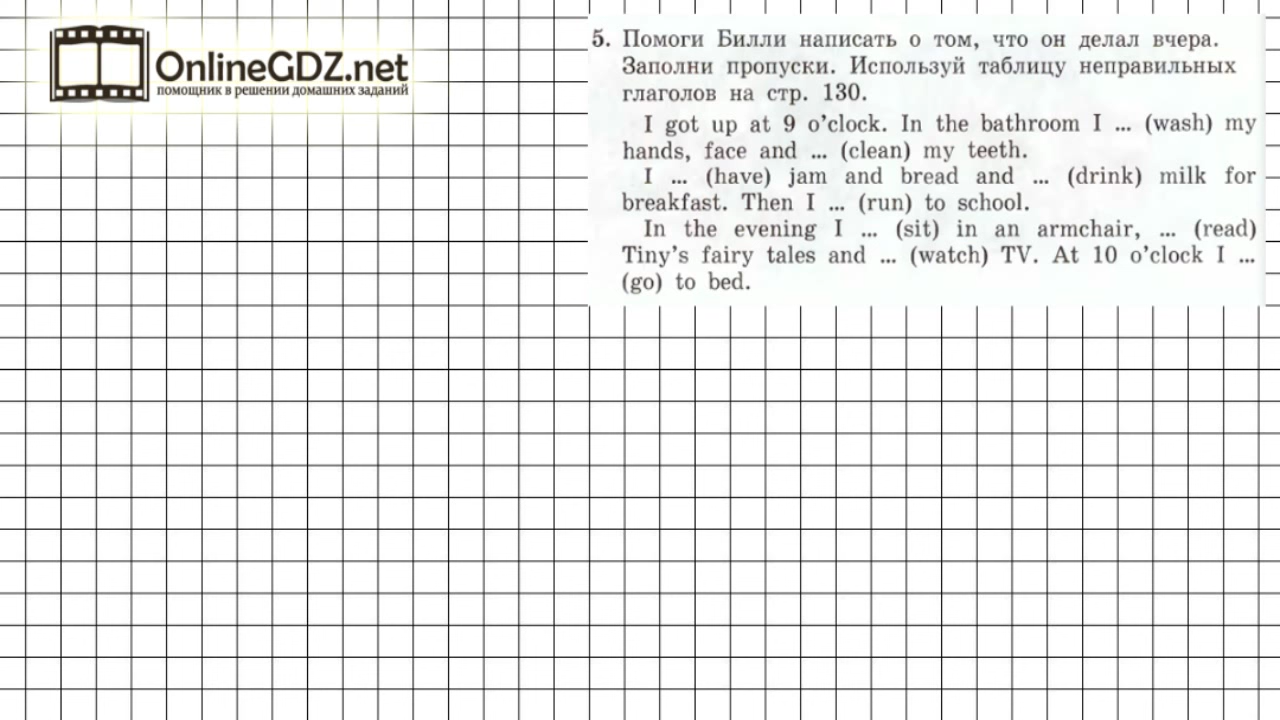 OnlineGDZ.net
помощник в решении домашних заданий
5. Помоги Билли написать о том, что он делал вчера.
Заполни пропуски. Используй таблицу неправильных
глаголов на стр. 130.
I got up at 9 o'clock. In the bathroom I ... (wash) my
hands, face and ... (clean) my teeth.
I ... (have) jam and bread and ... (drink) milk for
breakfast. Then I ... (run) to school.
In the evening I ... (sit) in an armchair, ... (read)
Tiny's fairy tales and ... (watch) TV. At 10 o'clock I ...
(go) to bed.